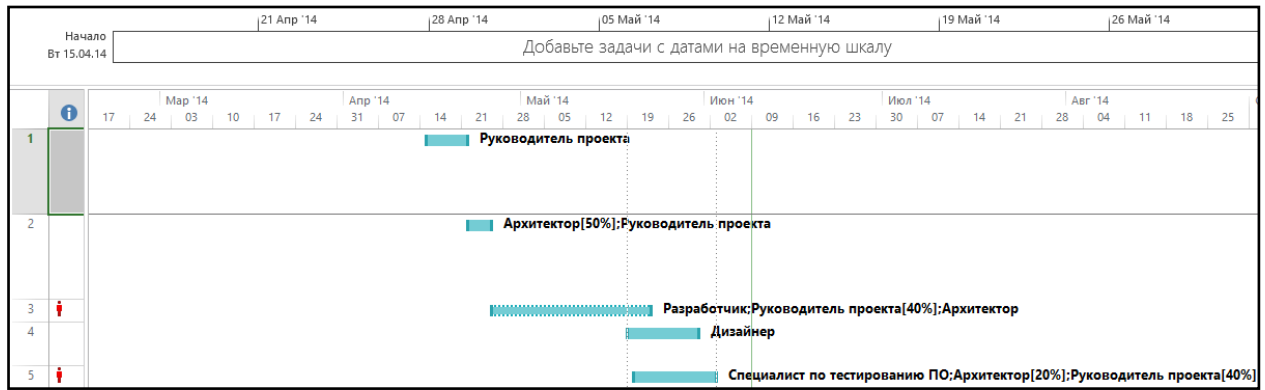 21 Апр '14 28 Апр '14 05 Май '14 12 Май '14 19 Май '14 26 Май '14
Начало
Вт 15.04.14
Добавьте задачи с датами на временную шкалу
Мар '14 Апр '14 Май '14 Июн '14 Июл '14 Авг '14
17 24 03 10 17 24 31 07 14 21 28 05 12 19 26 02 09 16 23 30 07 14 21 28 04 11 18 25
1 Руководитель проекта
2 Архитектор[50%];Руководитель проекта
3 Разработчик;Руководитель проекта[40%];Архитектор
4 Дизайнер
5 Специалист по тестированию ПО;Архитектор[20%];Руководитель проекта[40%]